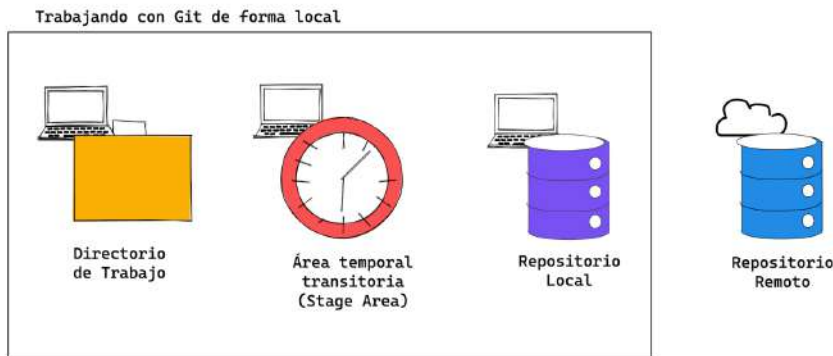 Trabajando con Git de forma local
Directorio
de Trabajo
Área temporal
transitoria
(Stage Area)
Repositorio
Local
Repositorio
Remoto